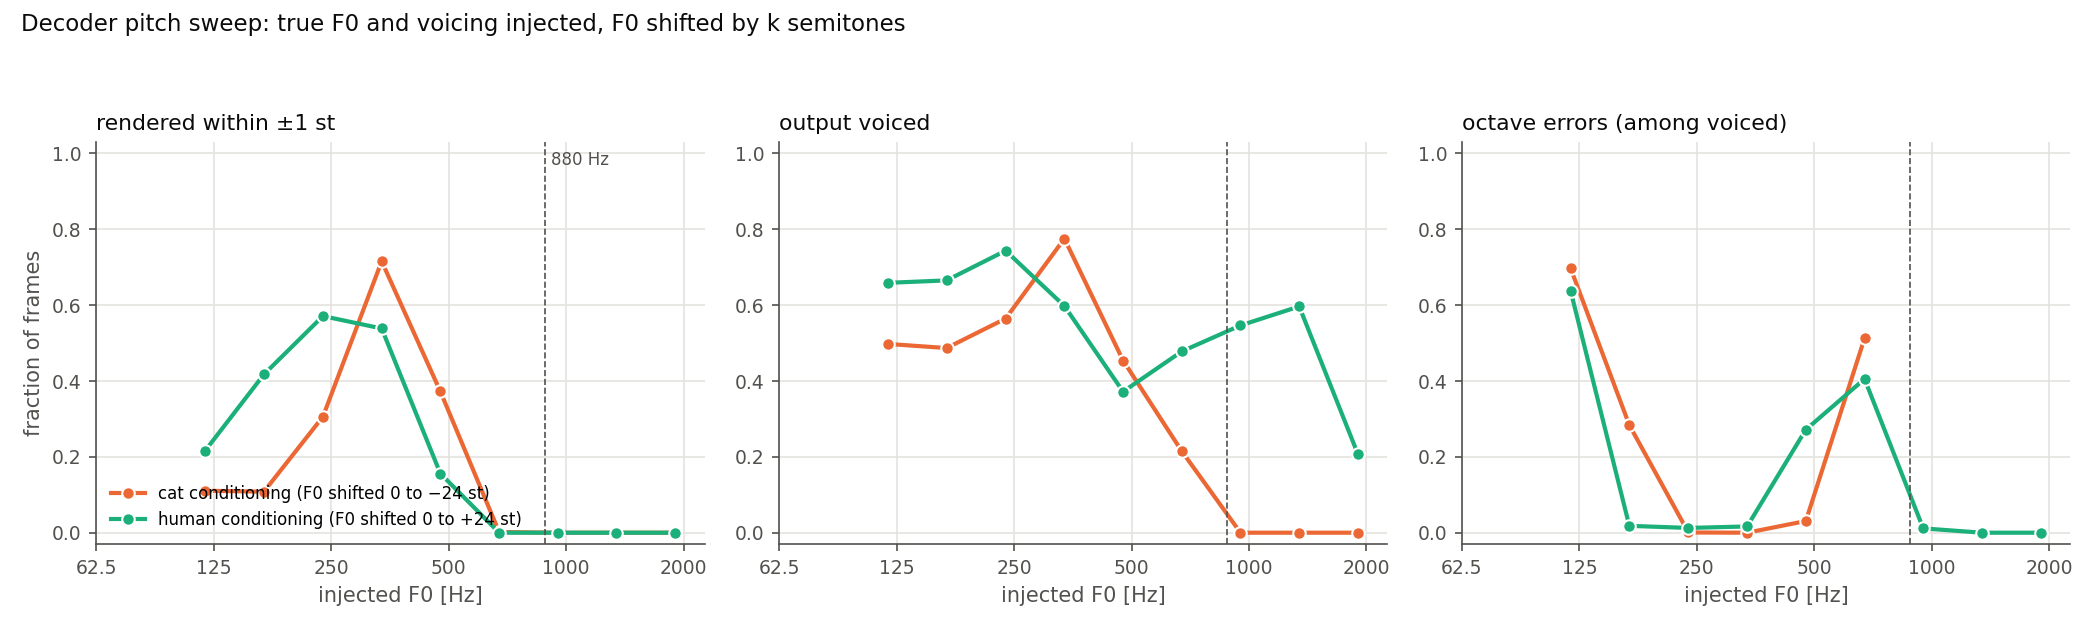 Decoder pitch sweep: true F0 and voicing injected, F0 shifted by k semitones
rendered within ±1 st
fraction of frames
1.0
0.8
0.6
0.4
0.2
0.0
880 Hz
cat conditioning (F0 shifted 0 to −24 st)
human conditioning (F0 shifted 0 to +24 st)
62.5 125 250 500 1000 2000
injected F0 [Hz]
output voiced
1.0
0.8
0.6
0.4
0.2
0.0
62.5 125 250 500 1000 2000
injected F0 [Hz]
octave errors (among voiced)
1.0
0.8
0.6
0.4
0.2
0.0
62.5 125 250 500 1000 2000
injected F0 [Hz]